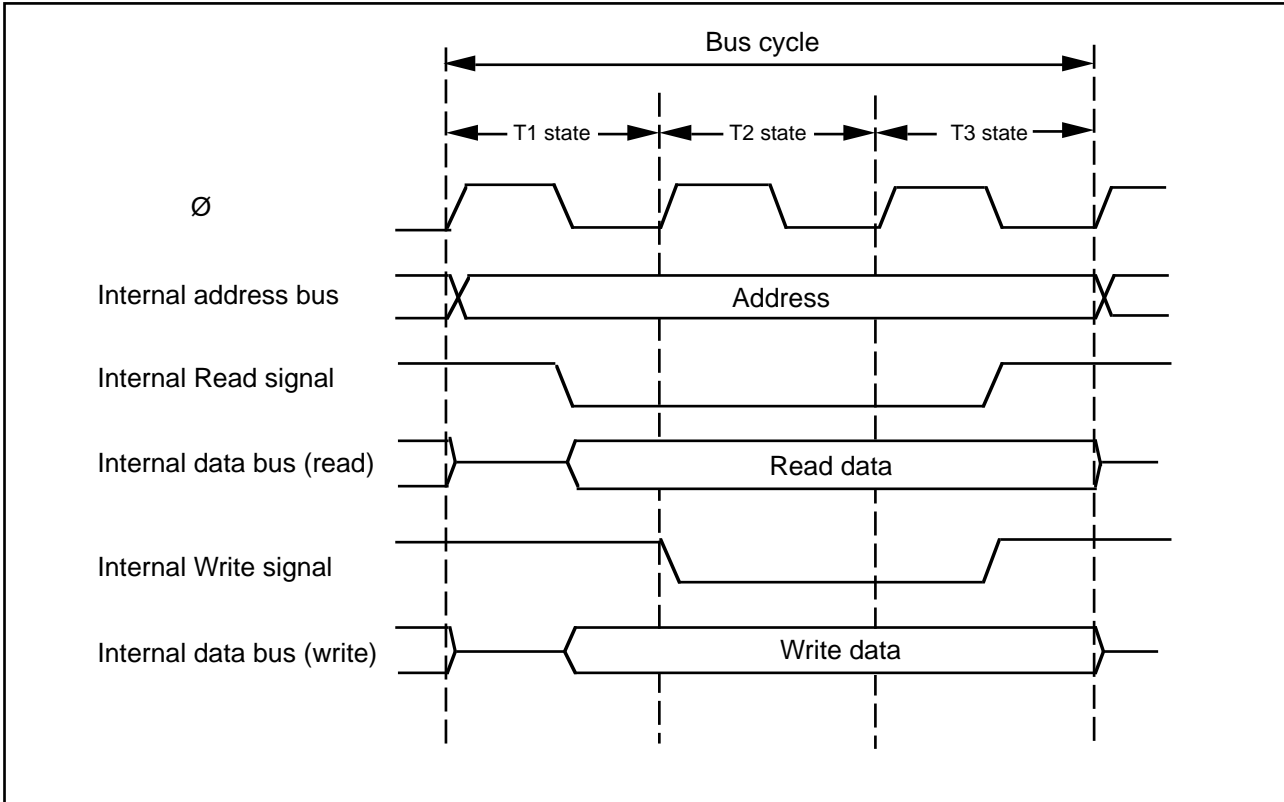 Bus cycle
T1 state
T2 state
T3 state
Ø
Internal address bus
Address
Internal Read signal
Internal data bus (read)
Read data
Internal Write signal
Internal data bus (write)
Write data